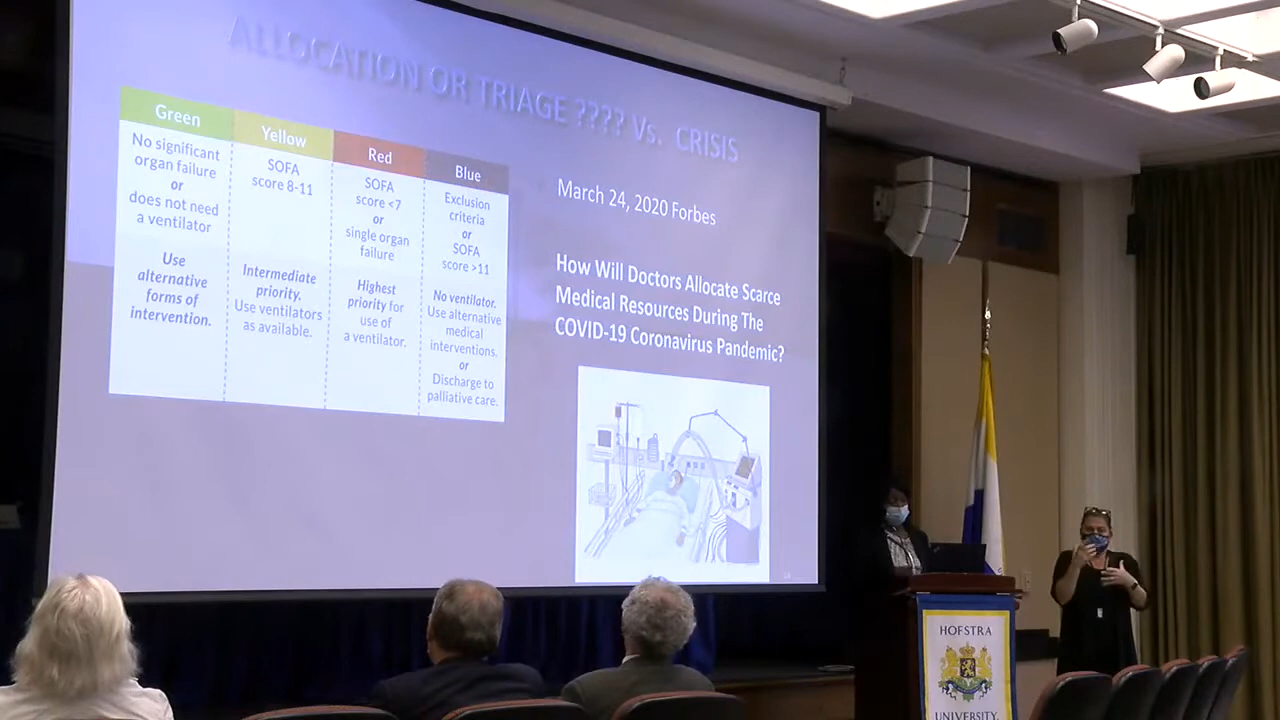 ALLOCATION OR TRIAGE ???? Vs. CRISIS
Green
No significant
organ failure
or
does not need
a ventilator
Use
alternative
forms of
intervention.
Yellow
SOFA
score 8-11
Intermediate
priority.
Use ventilators
as available.
Red
SOFA
score <7
or
single organ
failure
Highest
priority for
use of
a ventilator.
Blue
Exclusion
criteria
or
SOFA
score >11
No ventilator.
Use alternative
medical
interventions.
or
Discharge to
palliative care.
March 24, 2020 Forbes
How Will Doctors Allocate Scarce
Medical Resources During The
COVID-19 Coronavirus Pandemic?
HOFSTRA
UNIVERSITY.